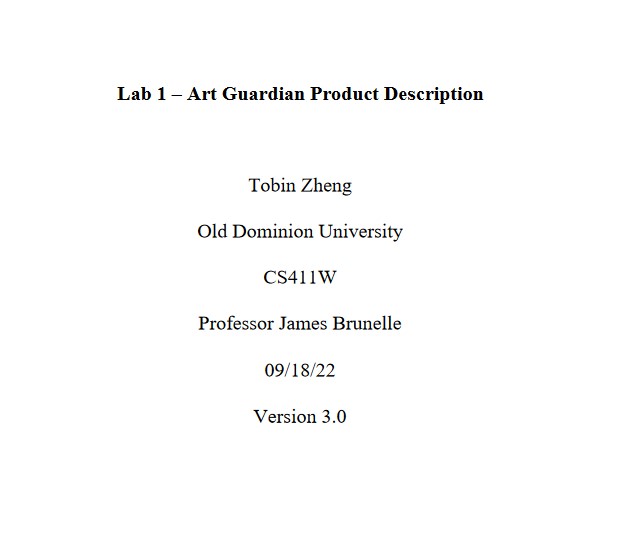 Lab 1 – Art Guardian Product Description
Tobin Zheng
Old Dominion University
CS411W
Professor James Brunelle
09/18/22
Version 3.0